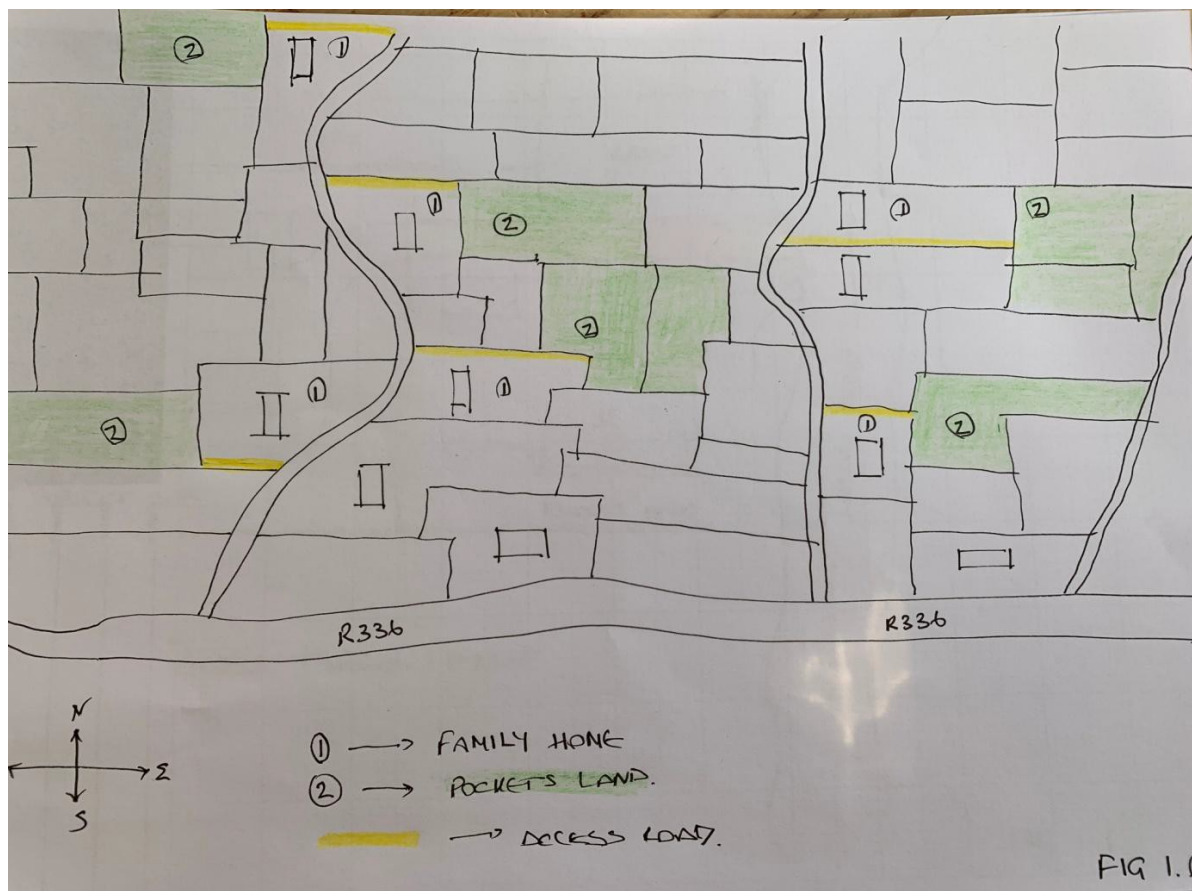 ②
①
①
②
①
②
②
①
①
②
①
②
R336
R336
N
E
S
① → FAMILY HOME
② → POCKETS LAND.
→ ACCESS ROAD.
FIG 1.